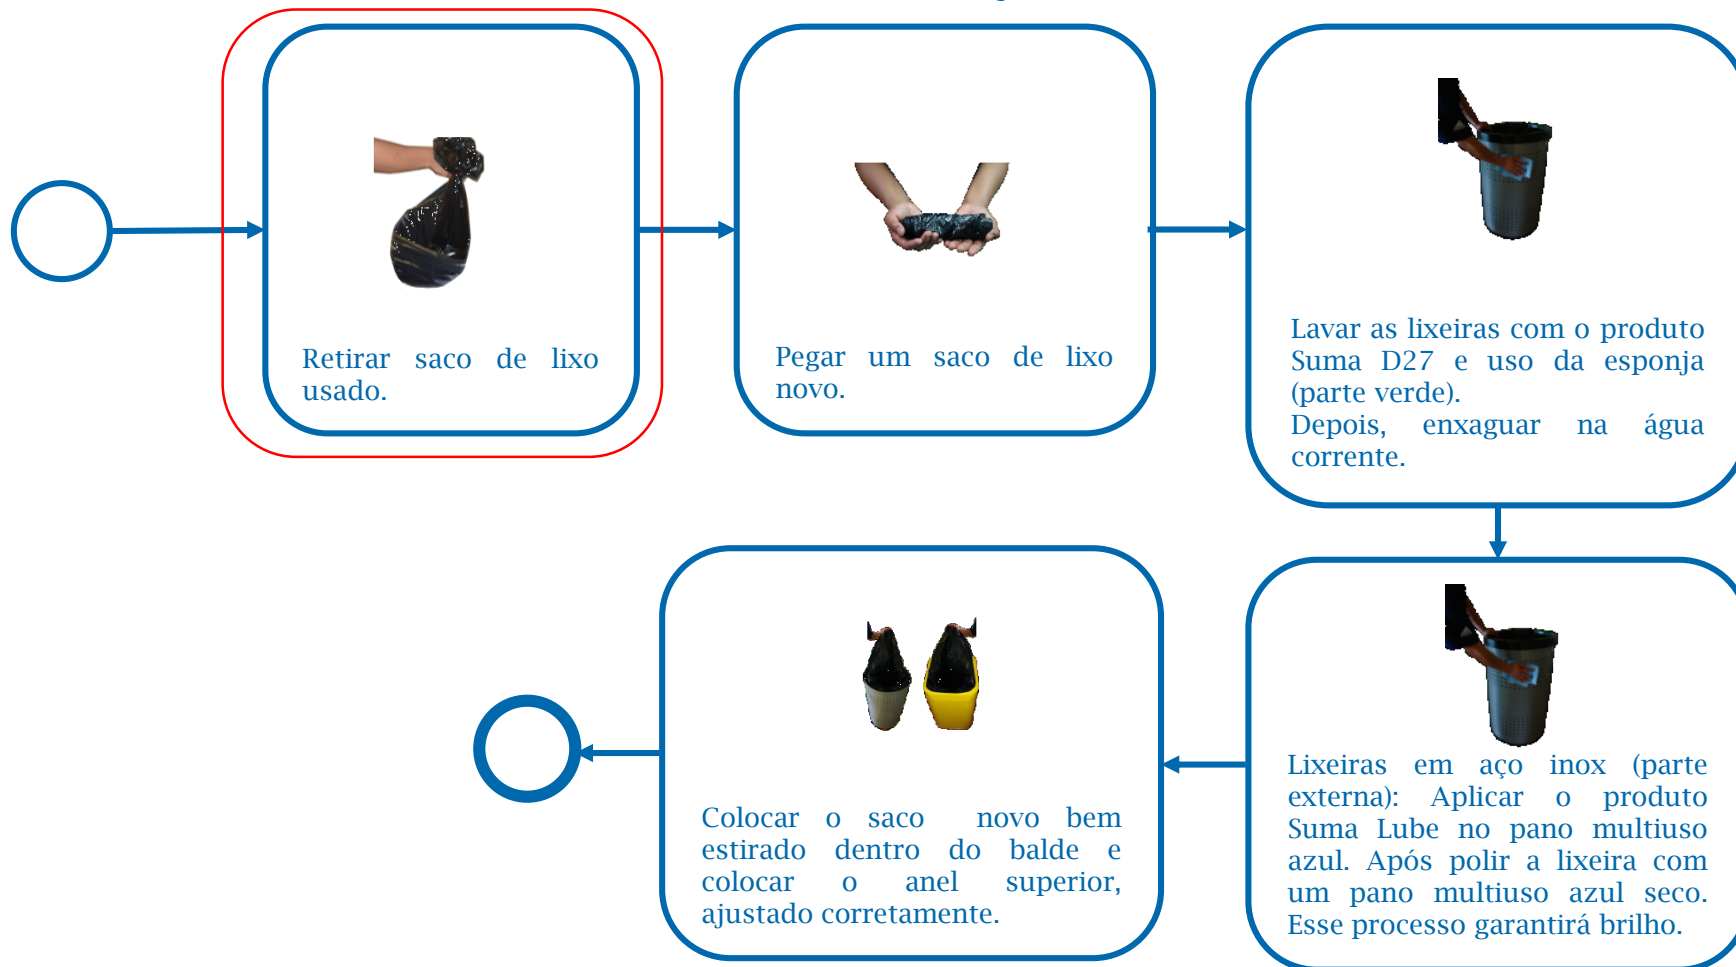 Retirar saco de lixo
usado.
Pegar um saco de lixo
novo.
Lavar as lixeiras com o produto
Suma D27 e uso da esponja
(parte verde).
Depois, enxaguar na água
corrente.
Lixeiras em aço inox (parte
externa): Aplicar o produto
Suma Lube no pano multiuso
azul. Após polir a lixeira com
um pano multiuso azul seco.
Esse processo garantirá brilho.
Colocar o saco novo bem
estirado dentro do balde e
colocar o anel superior,
ajustado corretamente.